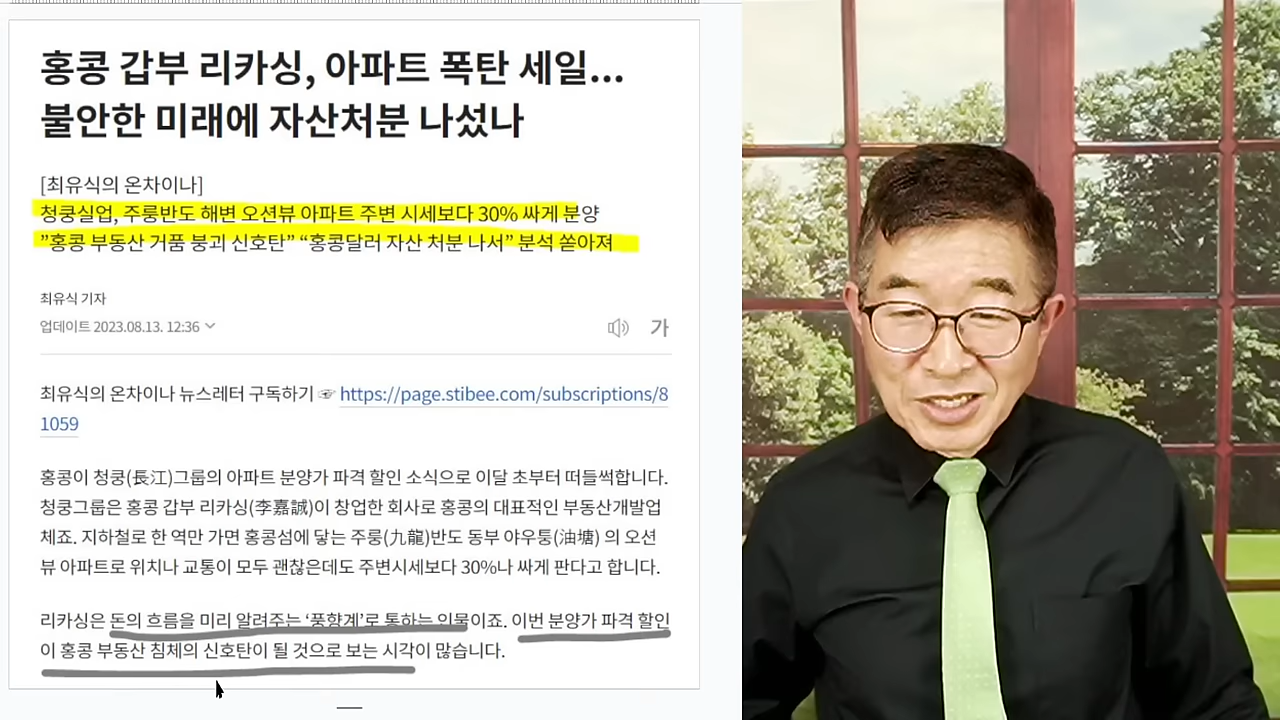 홍콩 갑부 리카싱, 아파트 폭탄 세일...
불안한 미래에 자산처분 나섰나
[최유식의 온차이나]
청쿵실업, 주룽반도 해변 오션뷰 아파트 주변 시세보다 30% 싸게 분양
”홍콩 부동산 거품 붕괴 신호탄” “홍콩달러 자산 처분 나서” 분석 쏟아져
최유식 기자
업데이트 2023.08.13. 12:36
가
최유식의 온차이나 뉴스레터 구독하기 ☞ https://page.stibee.com/subscriptions/8
1059
홍콩이 청쿵(長江)그룹의 아파트 분양가 파격 할인 소식으로 이달 초부터 떠들썩합니다.
청쿵그룹은 홍콩 갑부 리카싱(李嘉誠)이 창업한 회사로 홍콩의 대표적인 부동산개발업
체죠. 지하철로 한 역만 가면 홍콩섬에 닿는 주룽(九龍)반도 동부 야우퉁(油塘) 의 오션
뷰 아파트로 위치나 교통이 모두 괜찮은데도 주변시세보다 30%나 싸게 판다고 합니다.
리카싱은 돈의 흐름을 미리 알려주는 ‘풍향계’로 통하는 인물이죠. 이번 분양가 파격 할인
이 홍콩 부동산 침체의 신호탄이 될 것으로 보는 시각이 많습니다.